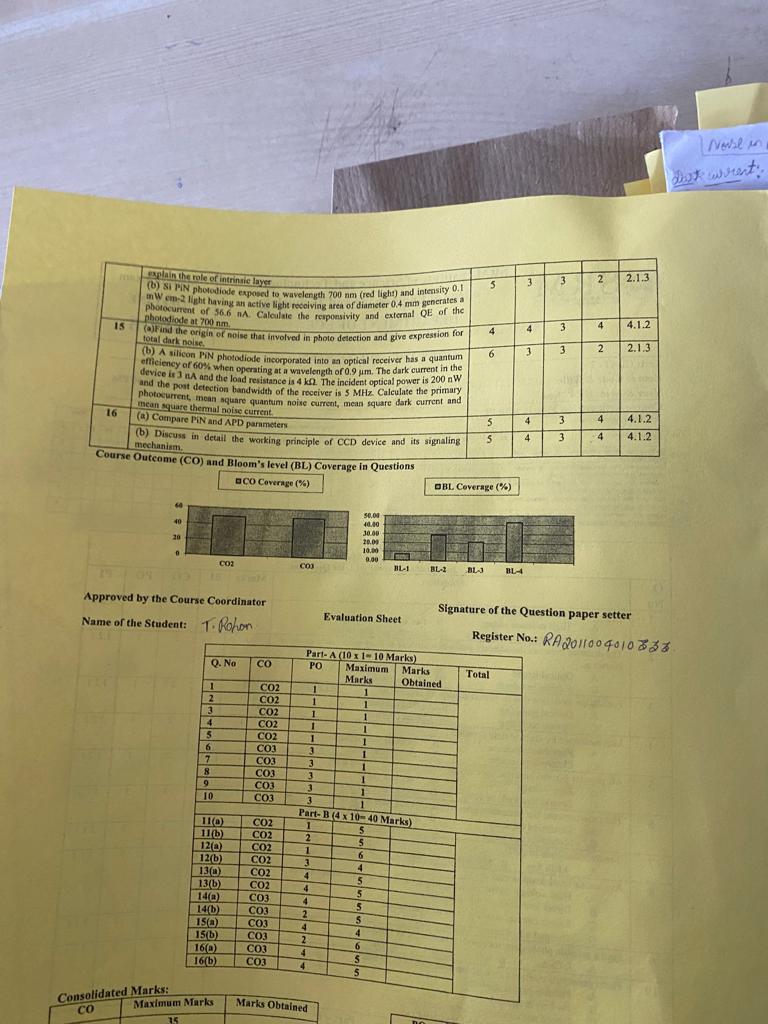 Noise in
Dark current:
explain the role of intrinsic layer
(b) Si PiN photodiode exposed to wavelength 700 nm (red light) and intensity 0.1 5 3 3 2 2.1.3
mW cm-2 light having an active light receiving area of diameter 0.4 mm generates a
photocurrent of 56.6 nA. Calculate the responsivity and external QE of the
photodiode at 700 nm.
15 (a)Find the origin of noise that involved in photo detection and give expression for 4 4 3 4 4.1.2
total dark noise.
(b) A silicon PiN photodiode incorporated into an optical receiver has a quantum 6 3 3 2 2.1.3
efficiency of 60% when operating at a wavelength of 0.9 µm. The dark current in the
device is 3 nA and the load resistance is 4 kΩ. The incident optical power is 200 nW
and the post detection bandwidth of the receiver is 5 MHz. Calculate the primary
photocurrent, mean square quantum noise current, mean square dark current and
mean square thermal noise current.
16 (a) Compare PiN and APD parameters 5 4 3 4 4.1.2
(b) Discuss in detail the working principle of CCD device and its signaling 5 4 3 4 4.1.2
mechanism.
Course Outcome (CO) and Bloom's level (BL) Coverage in Questions
CO Coverage (%)
BL Coverage (%)
60
40
20
0
CO2 CO3
50.00
40.00
30.00
20.00
10.00
0.00
BL-1 BL-2 BL-3 BL-4
Approved by the Course Coordinator
Signature of the Question paper setter
Evaluation Sheet
Name of the Student: T. Rohon
Register No.: RA2011004010333
Part- A (10 x 1= 10 Marks)
Q. No CO PO Maximum Marks Marks Obtained Total
1 CO2 1 1
2 CO2 1 1
3 CO2 1 1
4 CO2 1 1
5 CO2 1 1
6 CO3 3 1
7 CO3 3 1
8 CO3 3 1
9 CO3 3 1
10 CO3 3 1
Part- B (4 x 10= 40 Marks)
11(a) CO2 1 5
11(b) CO2 2 5
12(a) CO2 1 6
12(b) CO2 3 4
13(a) CO2 4 5
13(b) CO2 4 5
14(a) CO3 4 5
14(b) CO3 2 5
15(a) CO3 4 4
15(b) CO3 2 6
16(a) CO3 4 5
16(b) CO3 4 5
Consolidated Marks:
CO Maximum Marks Marks Obtained
35